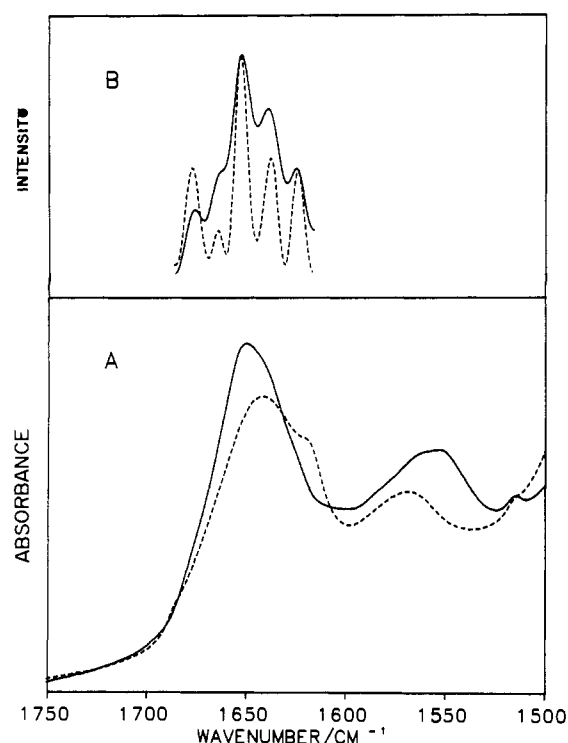 B
INTENSITY
A
ABSORBANCE
1750 1700 1650 1600 1550 1500
WAVENUMBER/CM ⁻¹